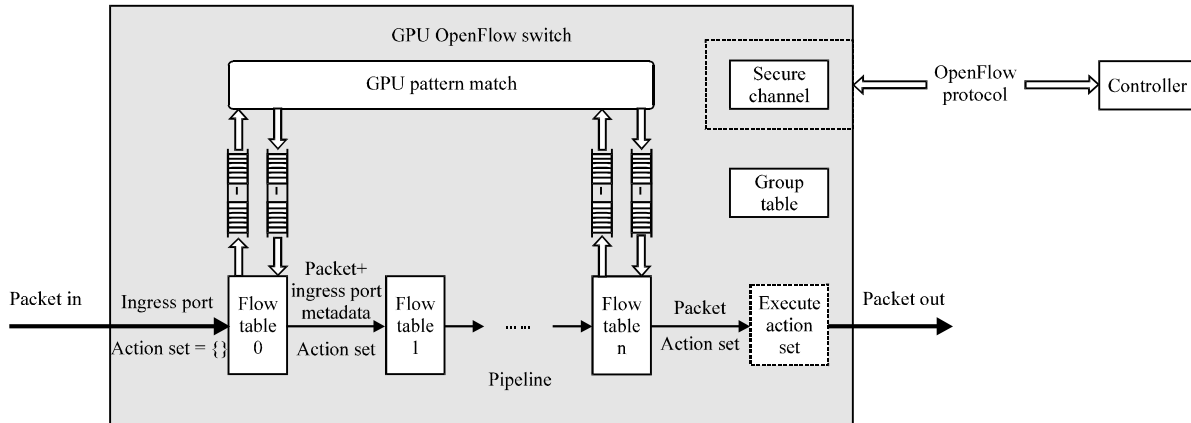 GPU OpenFlow switch
GPU pattern match
Secure
channel
OpenFlow
protocol
Controller
Group
table
Packet in
Ingress port
Action set = {}
Flow
table
0
Packet+
ingress port
metadata
Action set
Flow
table
1
... ...
Pipeline
Flow
table
n
Packet
Action set
Execute
action
set
Packet out